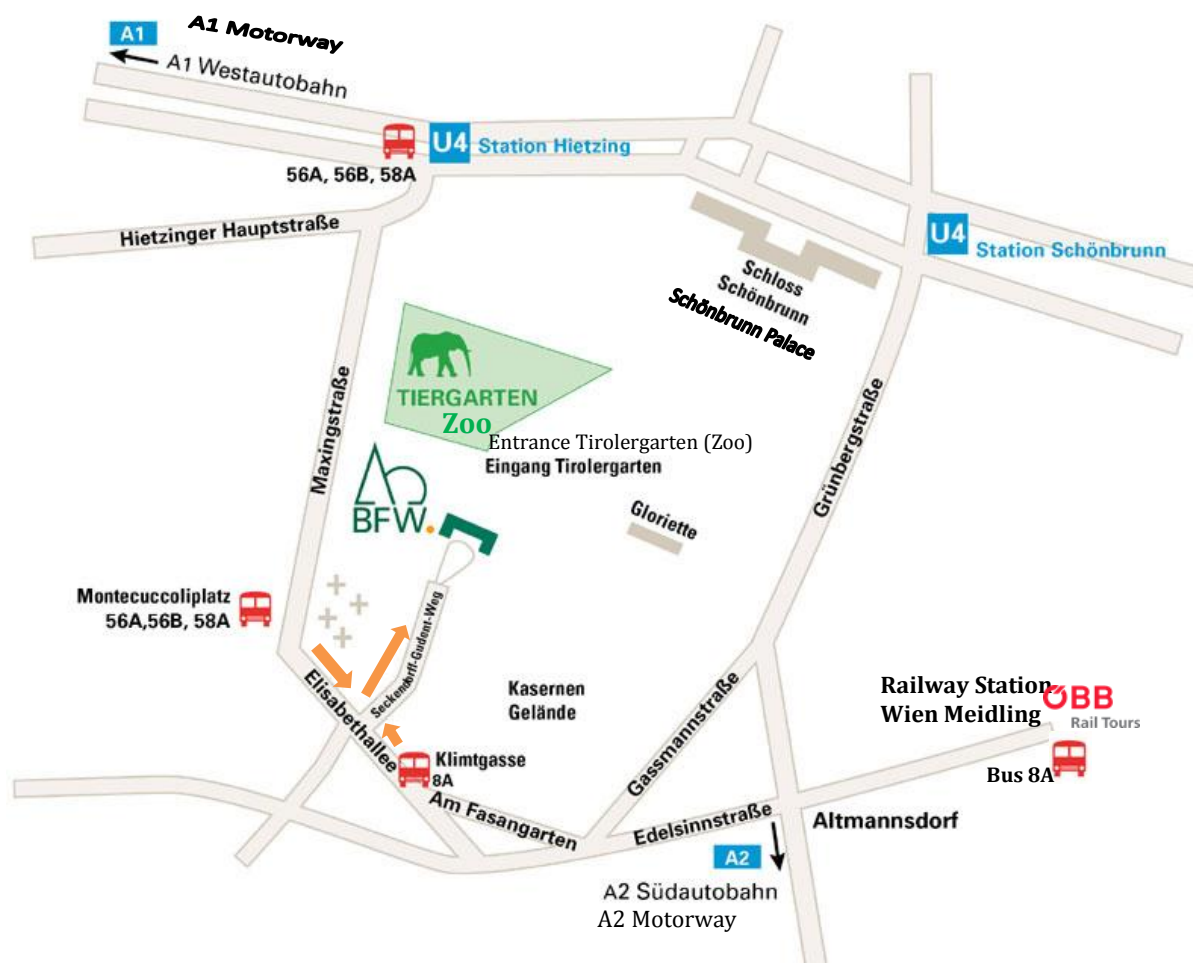 A1
A1 Motorway
A1 Westautobahn
U4 Station Hietzing
56A, 56B, 58A
Hietzinger Hauptstraße
U4
Station Schönbrunn
Schloss
Schönbrunn
Schönbrunn Palace
TIERGARTEN
Zoo
Entrance Tirolergarten (Zoo)
Eingang Tirolergarten
Maxingstraße
Grünbergstraße
BFW.
Gloriette
Montecuccoliplatz
56A,56B, 58A
Seckendorff-Gudent-Weg
Elisabethallee
Kasernen
Gelände
Gassmannstraße
Railway Station
Wien Meidling
ÖBB
Rail Tours
Bus 8A
Klimtgasse
8A
Am Fasangarten
Edelsinnstraße
Altmannsdorf
A2
A2 Südautobahn
A2 Motorway